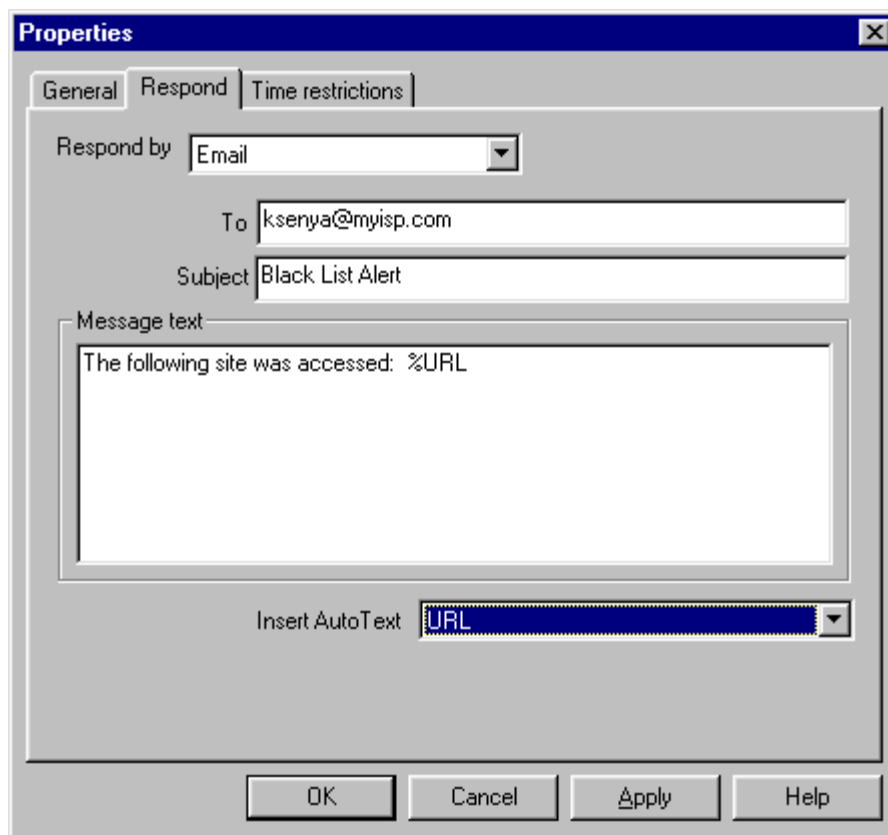 Properties
General Respond Time restrictions
Respond by Email
To ksenya@myisp.com
Subject Black List Alert
Message text
The following site was accessed: %URL
Insert AutoText URL
OK Cancel Apply Help